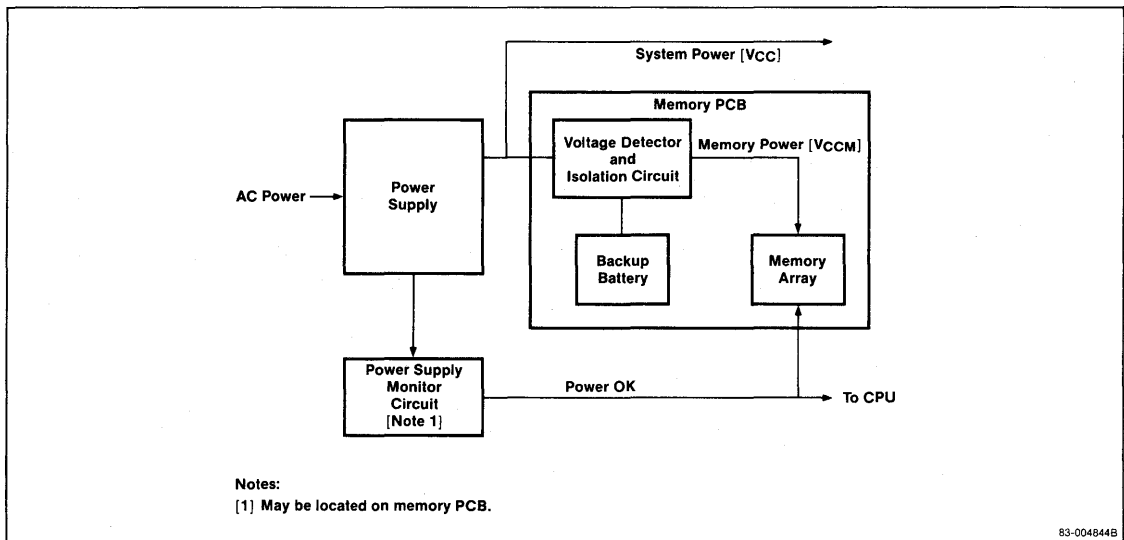 System Power [VCC]
Memory PCB
Voltage Detector
and
Isolation Circuit
Memory Power [VCCM]
AC Power
Power
Supply
Backup
Battery
Memory
Array
Power Supply
Monitor
Circuit
[Note 1]
Power OK
To CPU
Notes:
[1] May be located on memory PCB.
83-004844B